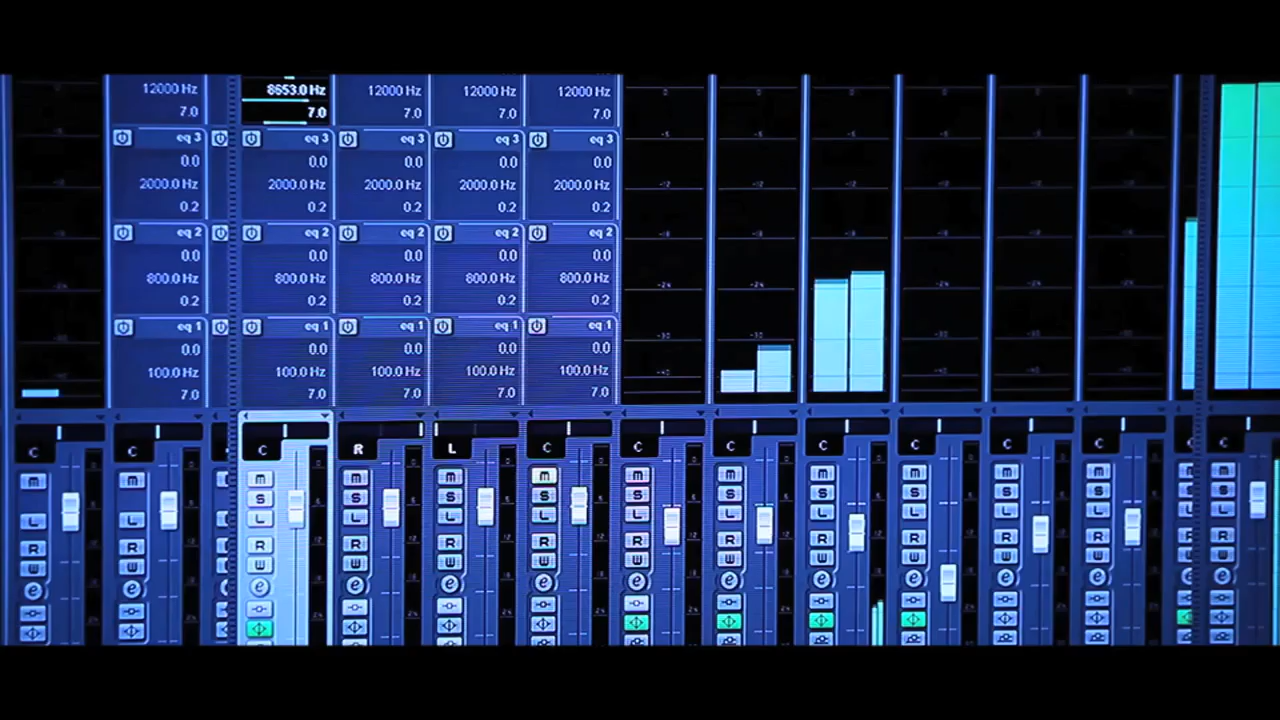 12000 Hz 8653.0 Hz 12000 Hz 12000 Hz 12000 Hz
7.0 7.0 7.0 7.0 7.0
eq 3 eq 3 eq 3 eq 3 eq 3
0.0 0.0 0.0 0.0 0.0
2000.0 Hz 2000.0 Hz 2000.0 Hz 2000.0 Hz 2000.0 Hz
0.2 0.2 0.2 0.2 0.2
eq 2 eq 2 eq 2 eq 2 eq 2
0.0 0.0 0.0 0.0 0.0
800.0 Hz 800.0 Hz 800.0 Hz 800.0 Hz 800.0 Hz
0.2 0.2 0.2 0.2 0.2
eq 1 eq 1 eq 1 eq 1 eq 1
0.0 0.0 0.0 0.0 0.0
100.0 Hz 100.0 Hz 100.0 Hz 100.0 Hz 100.0 Hz
7.0 7.0 7.0 7.0 7.0
C C C R L C C C C C C C C C
m m m m m m m m m m m m m m
S S S S S S S S S S S S
L L L L L L L L L L L L L L
R R R R R R R R R R R R R R
W W W W W W W W W W W W W W
e e e e e e e e e e e e e e